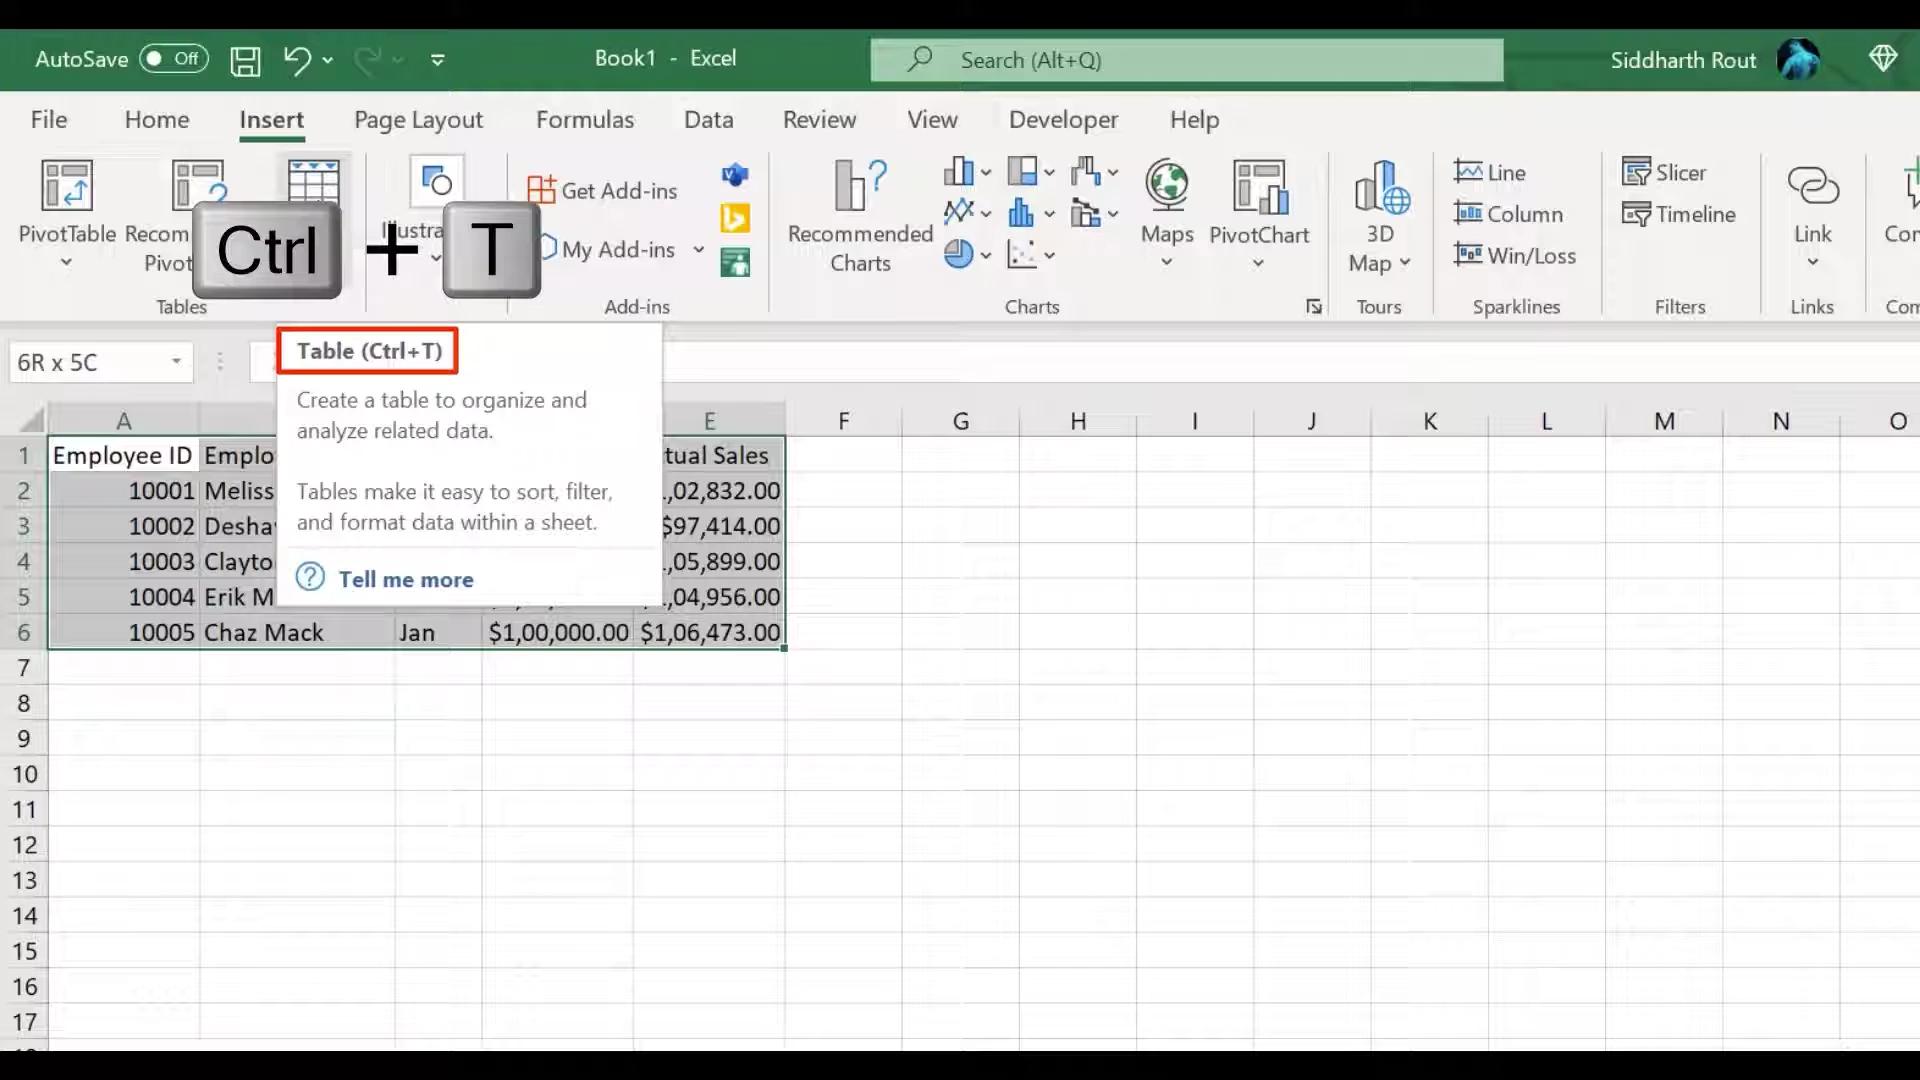 AutoSave Off Book1 - Excel Search (Alt+Q) Siddharth Rout
File Home Insert Page Layout Formulas Data Review View Developer Help
PivotTable
Ctrl + T
Get Add-ins
My Add-ins
Recommended
Charts
Maps
PivotChart
3D
Map
Line
Column
Win/Loss
Slicer
Timeline
Link
Tables Add-ins Charts Tours Sparklines Filters Links
6R x 5C
Table (Ctrl+T)
Create a table to organize and
analyze related data.
Tables make it easy to sort, filter,
and format data within a sheet.
Tell me more
A E F G H I J K L M N O
1 Employee ID Emplo tual Sales
2 10001 Meliss ,02,832.00
3 10002 Desha $97,414.00
4 10003 Clayto ,05,899.00
5 10004 Erik M ,04,956.00
6 10005 Chaz Mack Jan $1,00,000.00 $1,06,473.00
7
8
9
10
11
12
13
14
15
16
17